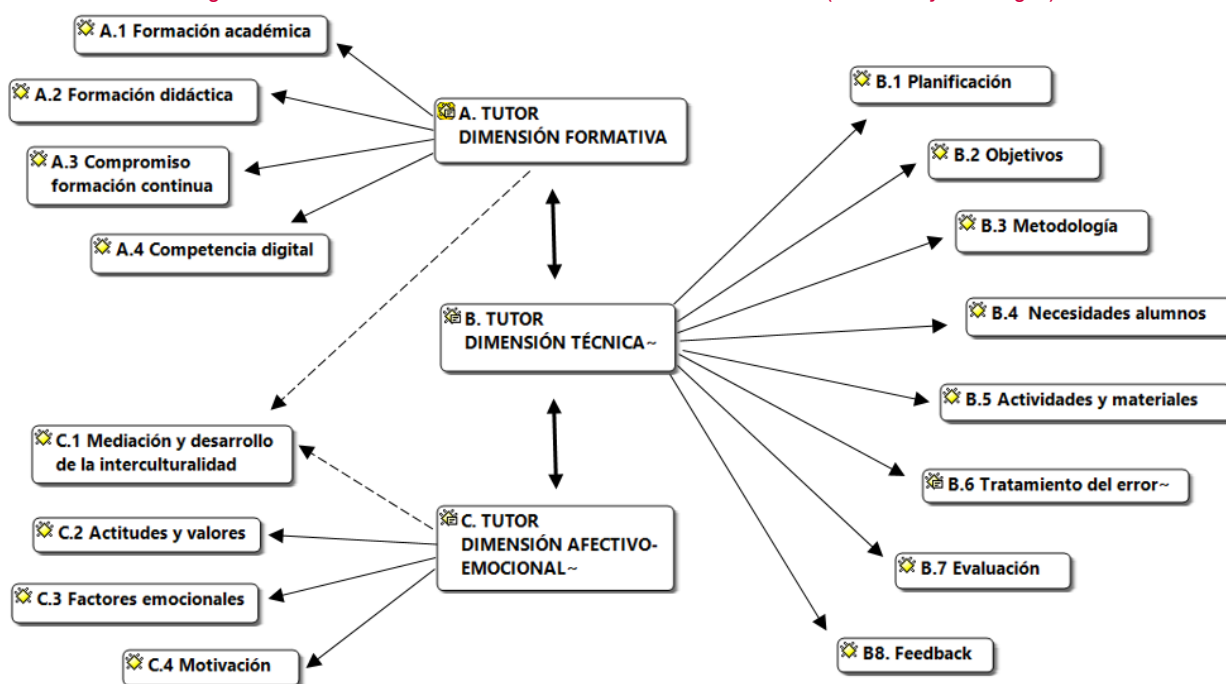 A.1 Formación académica
A.2 Formación didáctica
A.3 Compromiso
formación continua
A.4 Competencia digital
A. TUTOR
DIMENSIÓN FORMATIVA
B. TUTOR
DIMENSIÓN TÉCNICA~
B.1 Planificación
B.2 Objetivos
B.3 Metodología
B.4 Necesidades alumnos
B.5 Actividades y materiales
B.6 Tratamiento del error~
B.7 Evaluación
B8. Feedback
C. TUTOR
DIMENSIÓN AFECTIVO-
EMOCIONAL~
C.1 Mediación y desarrollo
de la interculturalidad
C.2 Actitudes y valores
C.3 Factores emocionales
C.4 Motivación